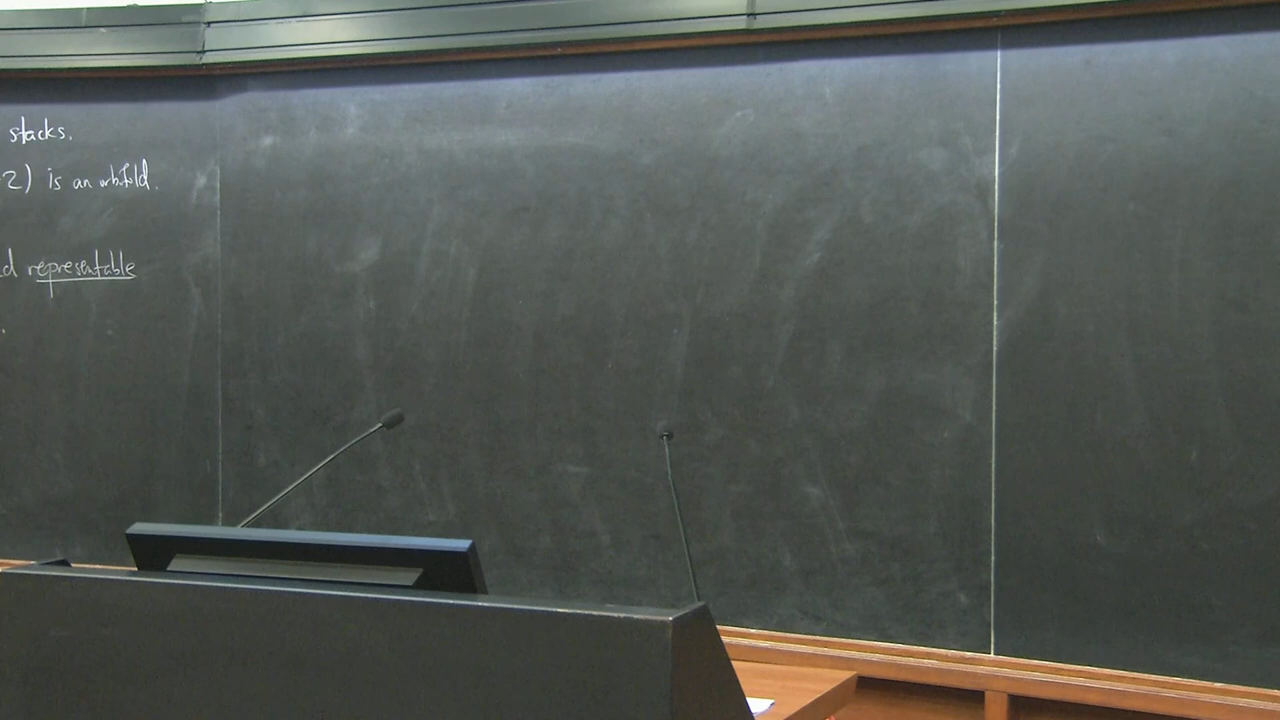 stacks.
2) is an orbifold.
d representable